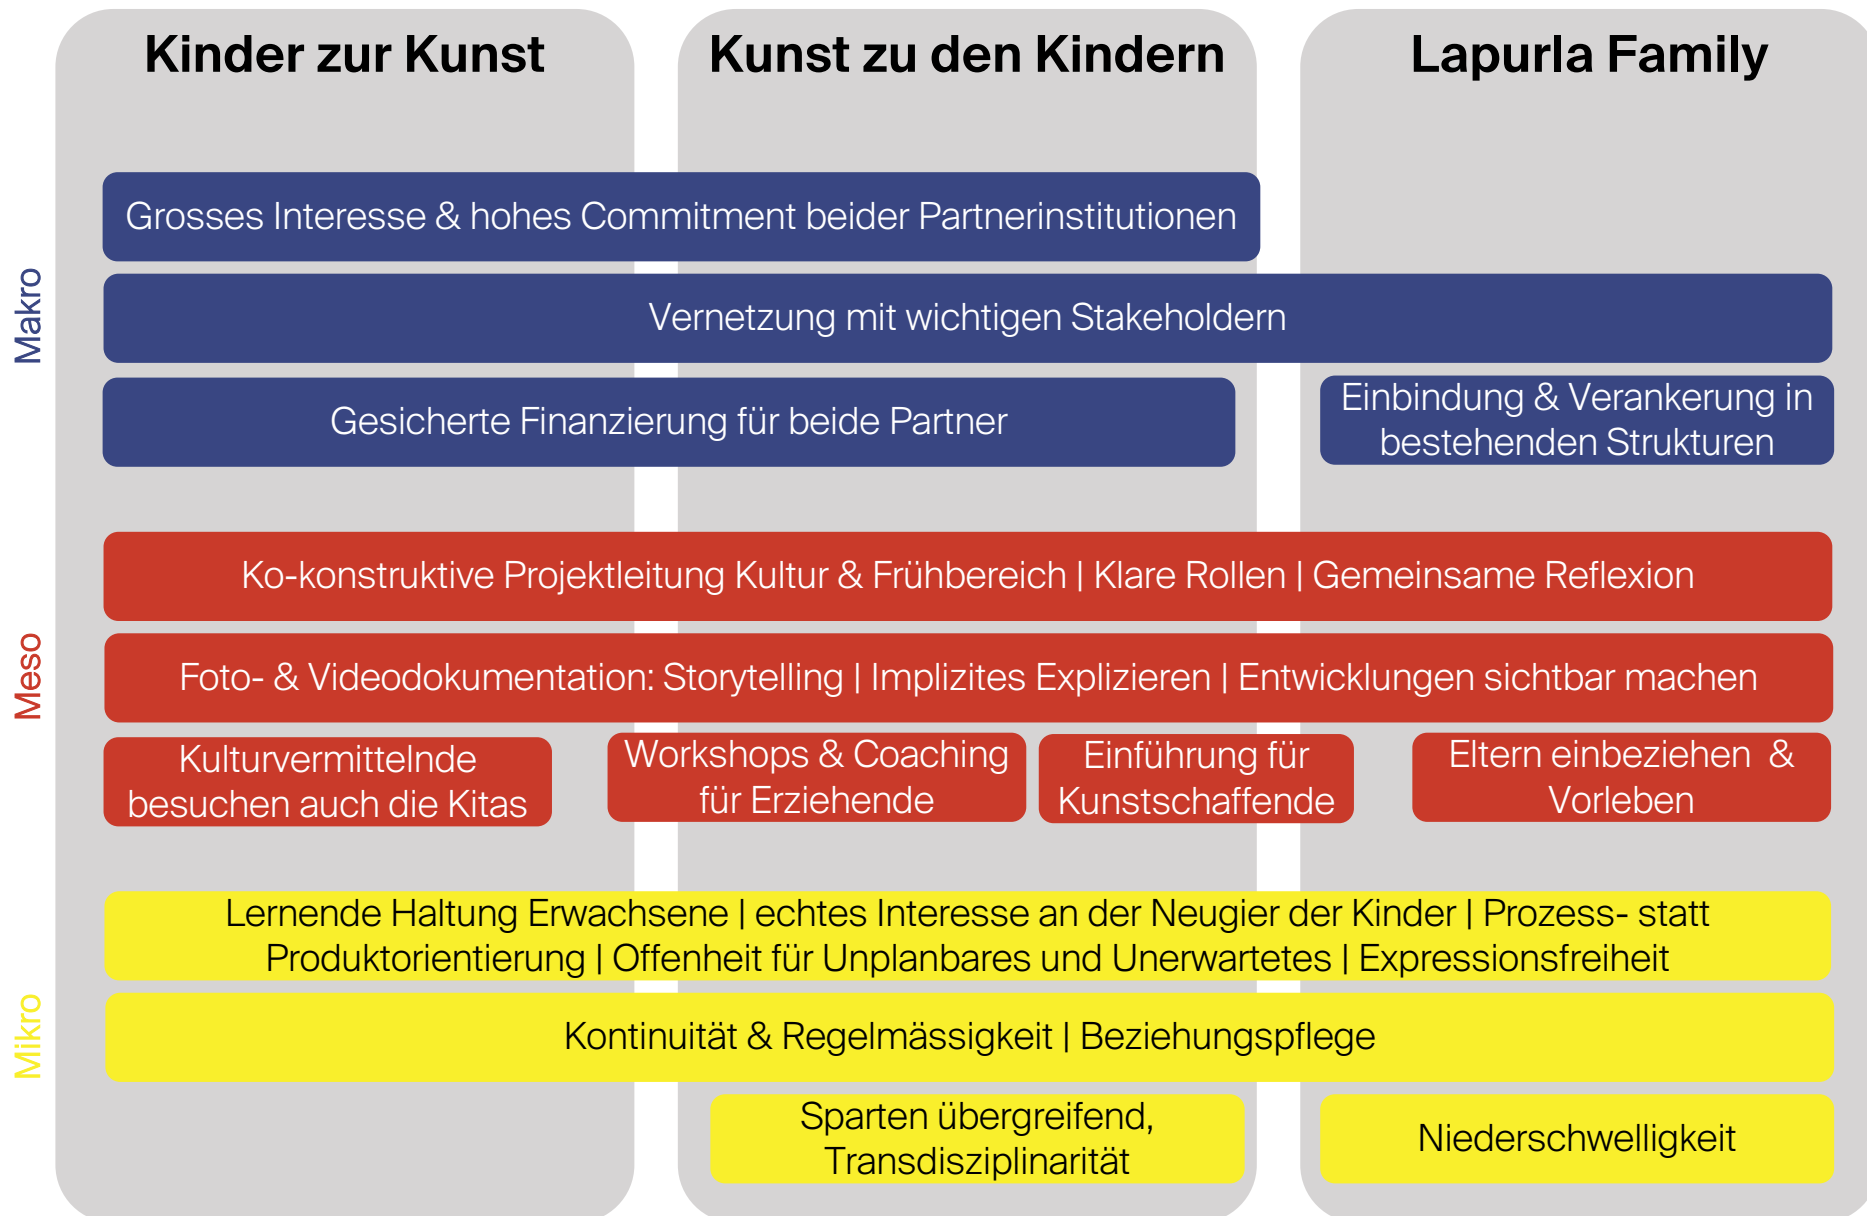 Kinder zur Kunst
Kunst zu den Kindern
Lapurla Family
Makro
Grosses Interesse & hohes Commitment beider Partnerinstitutionen
Vernetzung mit wichtigen Stakeholdern
Gesicherte Finanzierung für beide Partner
Einbindung & Verankerung in
bestehenden Strukturen
Meso
Ko-konstruktive Projektleitung Kultur & Frühbereich | Klare Rollen | Gemeinsame Reflexion
Foto- & Videodokumentation: Storytelling | Implizites Explizieren | Entwicklungen sichtbar machen
Kulturvermittelnde
besuchen auch die Kitas
Workshops & Coaching
für Erziehende
Einführung für
Kunstschaffende
Eltern einbeziehen &
Vorleben
Mikro
Lernende Haltung Erwachsene | echtes Interesse an der Neugier der Kinder | Prozess- statt
Produktorientierung | Offenheit für Unplanbares und Unerwartetes | Expressionsfreiheit
Kontinuität & Regelmässigkeit | Beziehungspflege
Sparten übergreifend,
Transdisziplinarität
Niederschwelligkeit